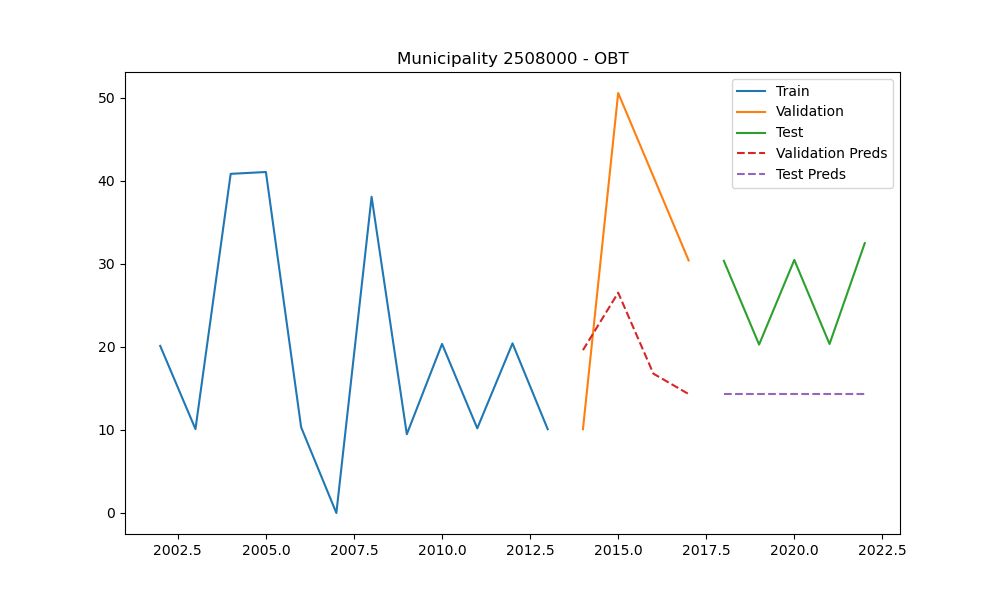 Municipality 2508000 - OBT
Train
Validation
Test
Validation Preds
Test Preds
50
40
30
20
10
0
2002.5 2005.0 2007.5 2010.0 2012.5 2015.0 2017.5 2020.0 2022.5